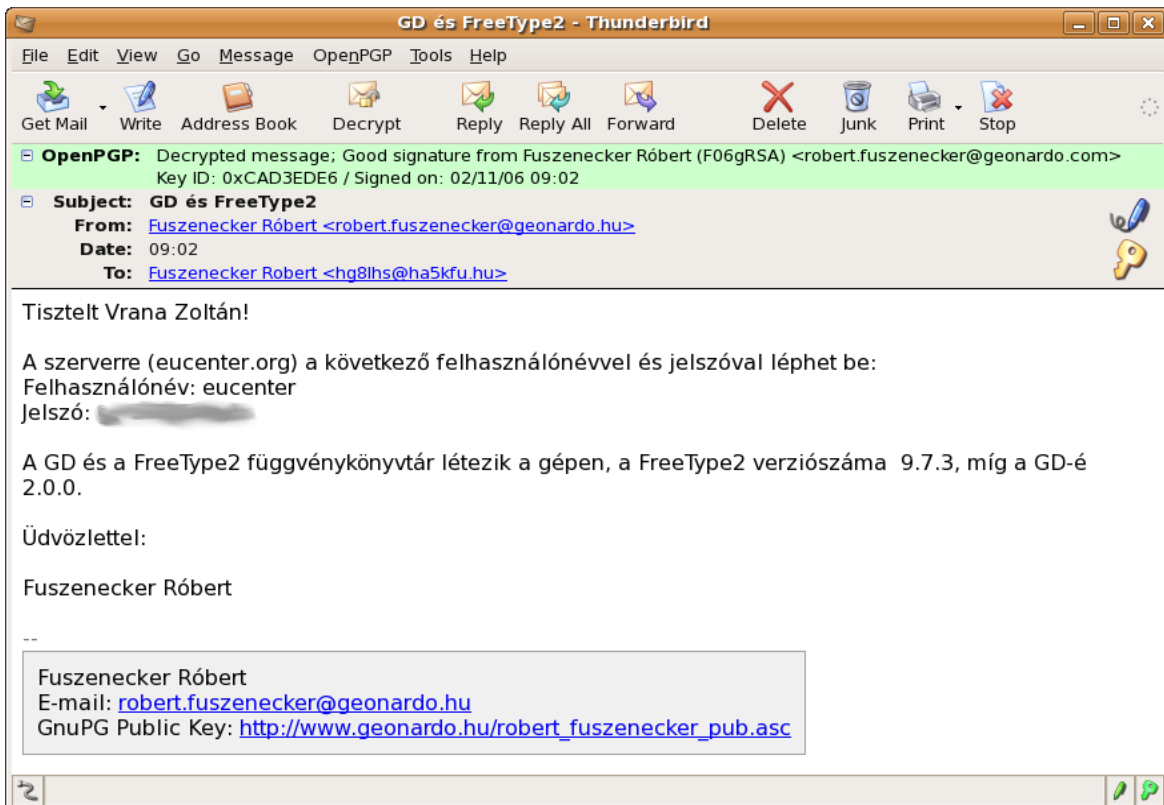 GD és FreeType2 - Thunderbird
File Edit View Go Message OpenPGP Tools Help
Get Mail Write Address Book Decrypt Reply Reply All Forward Delete Junk Print Stop
OpenPGP: Decrypted message; Good signature from Fuszenecker Róbert (F06gRSA) <robert.fuszenecker@geonardo.com>
Key ID: 0xCAD3EDE6 / Signed on: 02/11/06 09:02
Subject: GD és FreeType2
From: Fuszenecker Róbert <robert.fuszenecker@geonardo.hu>
Date: 09:02
To: Fuszenecker Robert <hg8lhs@ha5kfu.hu>
Tisztelt Vrana Zoltán!
A szerverre (eucenter.org) a következő felhasználónévvel és jelszóval léphet be:
Felhasználónév: eucenter
Jelszó:
A GD és a FreeType2 függvénykönyvtár létezik a gépen, a FreeType2 verziószáma  9.7.3, míg a GD-é
2.0.0.
Üdvözlettel:
Fuszenecker Róbert
--
Fuszenecker Róbert
E-mail: robert.fuszenecker@geonardo.hu
GnuPG Public Key: http://www.geonardo.hu/robert_fuszenecker_pub.asc